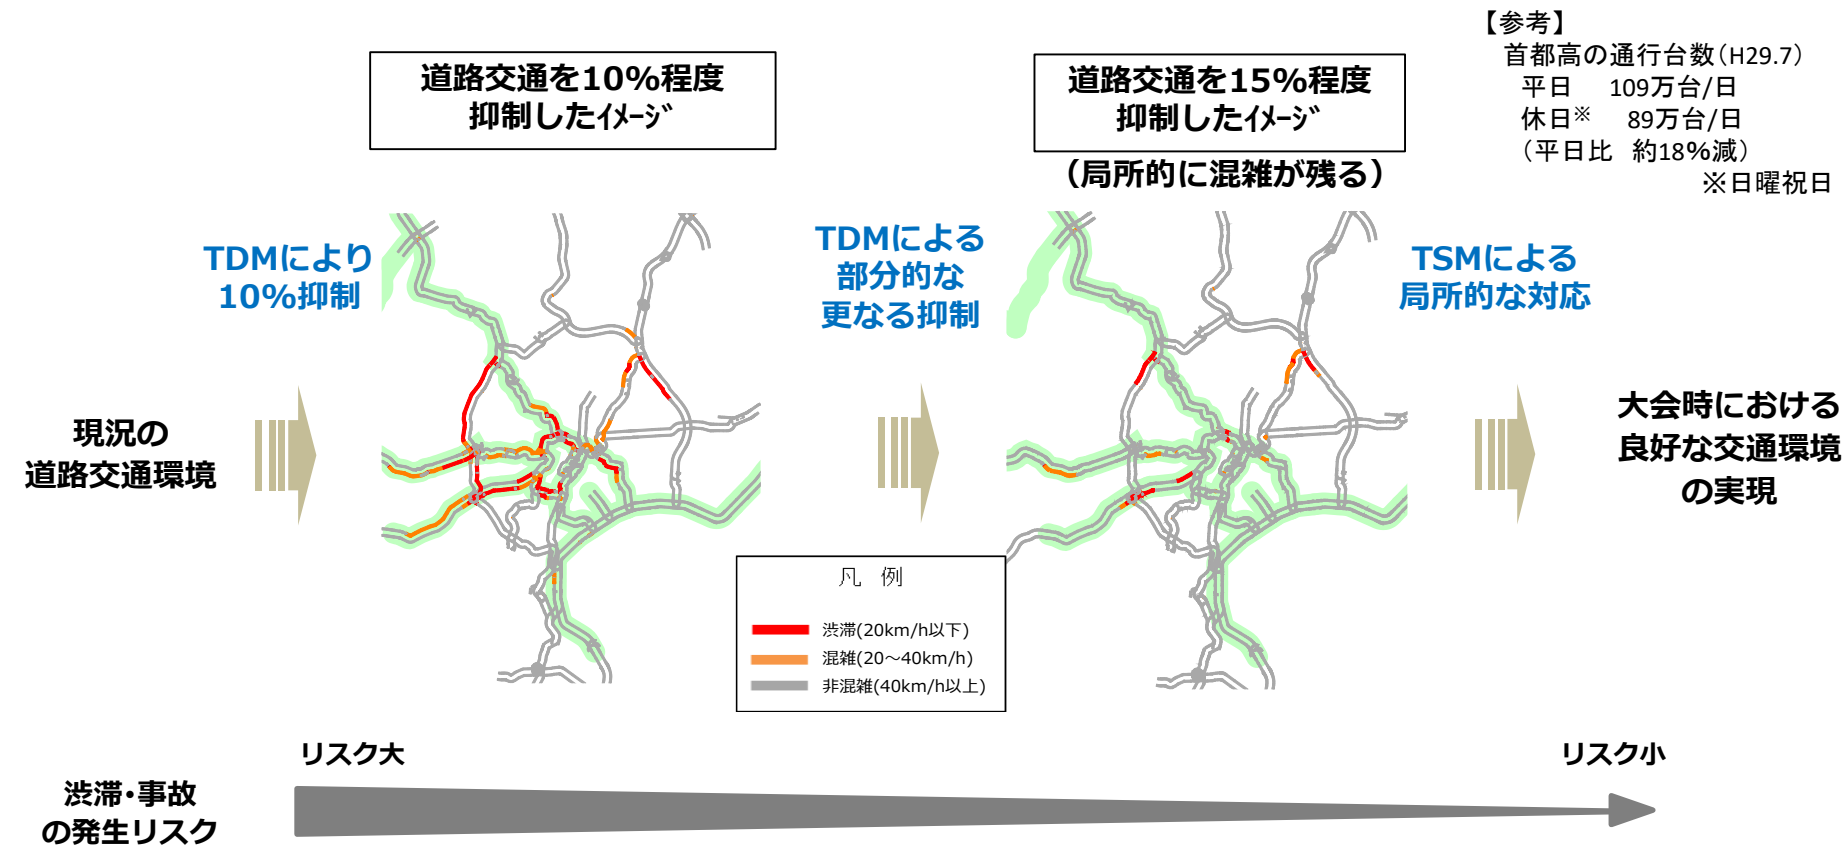 【参考】
首都高の通行台数(H29.7)
平日 109万台/日
休日※ 89万台/日
(平日比 約18%減)
※日曜祝日
道路交通を10%程度
抑制したｲﾒｰｼﾞ
道路交通を15%程度
抑制したｲﾒｰｼﾞ
(局所的に混雑が残る)
TDMにより
10%抑制
TDMによる
部分的な
更なる抑制
TSMによる
局所的な対応
現況の
道路交通環境
大会時における
良好な交通環境
の実現
凡 例
渋滞(20km/h以下)
混雑(20～40km/h)
非混雑(40km/h以上)
リスク大
リスク小
渋滞・事故
の発生リスク